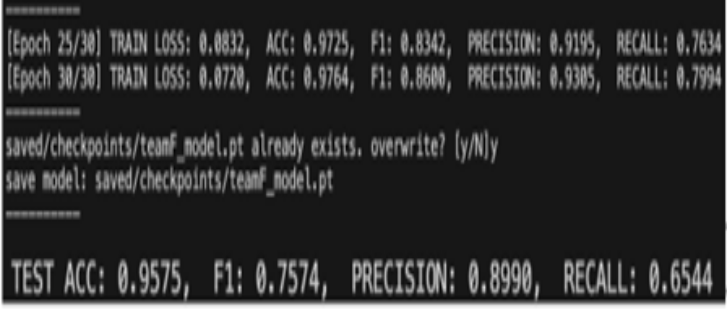 ==========
[Epoch 25/30] TRAIN LOSS: 0.0832, ACC: 0.9725, F1: 0.8342, PRECISION: 0.9195, RECALL: 0.7634
[Epoch 30/30] TRAIN LOSS: 0.0720, ACC: 0.9764, F1: 0.8600, PRECISION: 0.9305, RECALL: 0.7994
==========
saved/checkpoints/teamF_model.pt already exists. overwrite? [y/N]y
save model: saved/checkpoints/teamF_model.pt
==========
TEST ACC: 0.9575, F1: 0.7574, PRECISION: 0.8990, RECALL: 0.6544